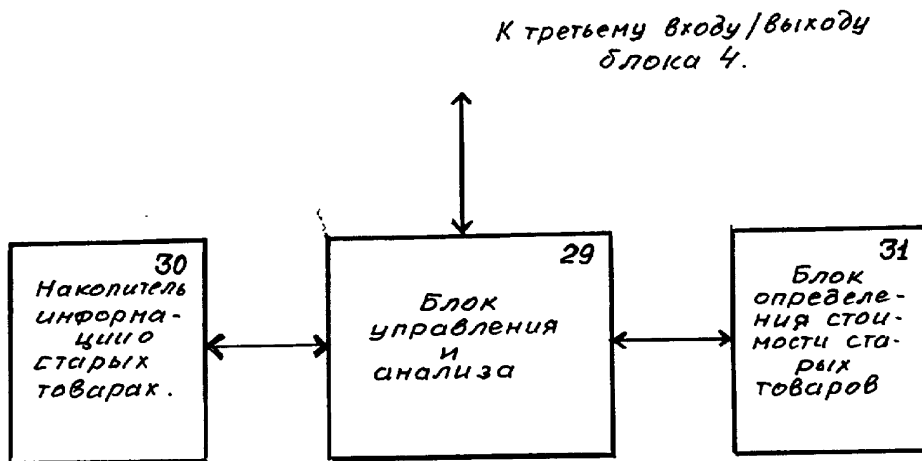 К третьему входу/выходу
блока 4.
30
Накопитель
информа-
ции о
старых
товарах.
29
Блок
управления
и
анализа
31
Блок
определе-
ния стои-
мости ста-
рых
товаров